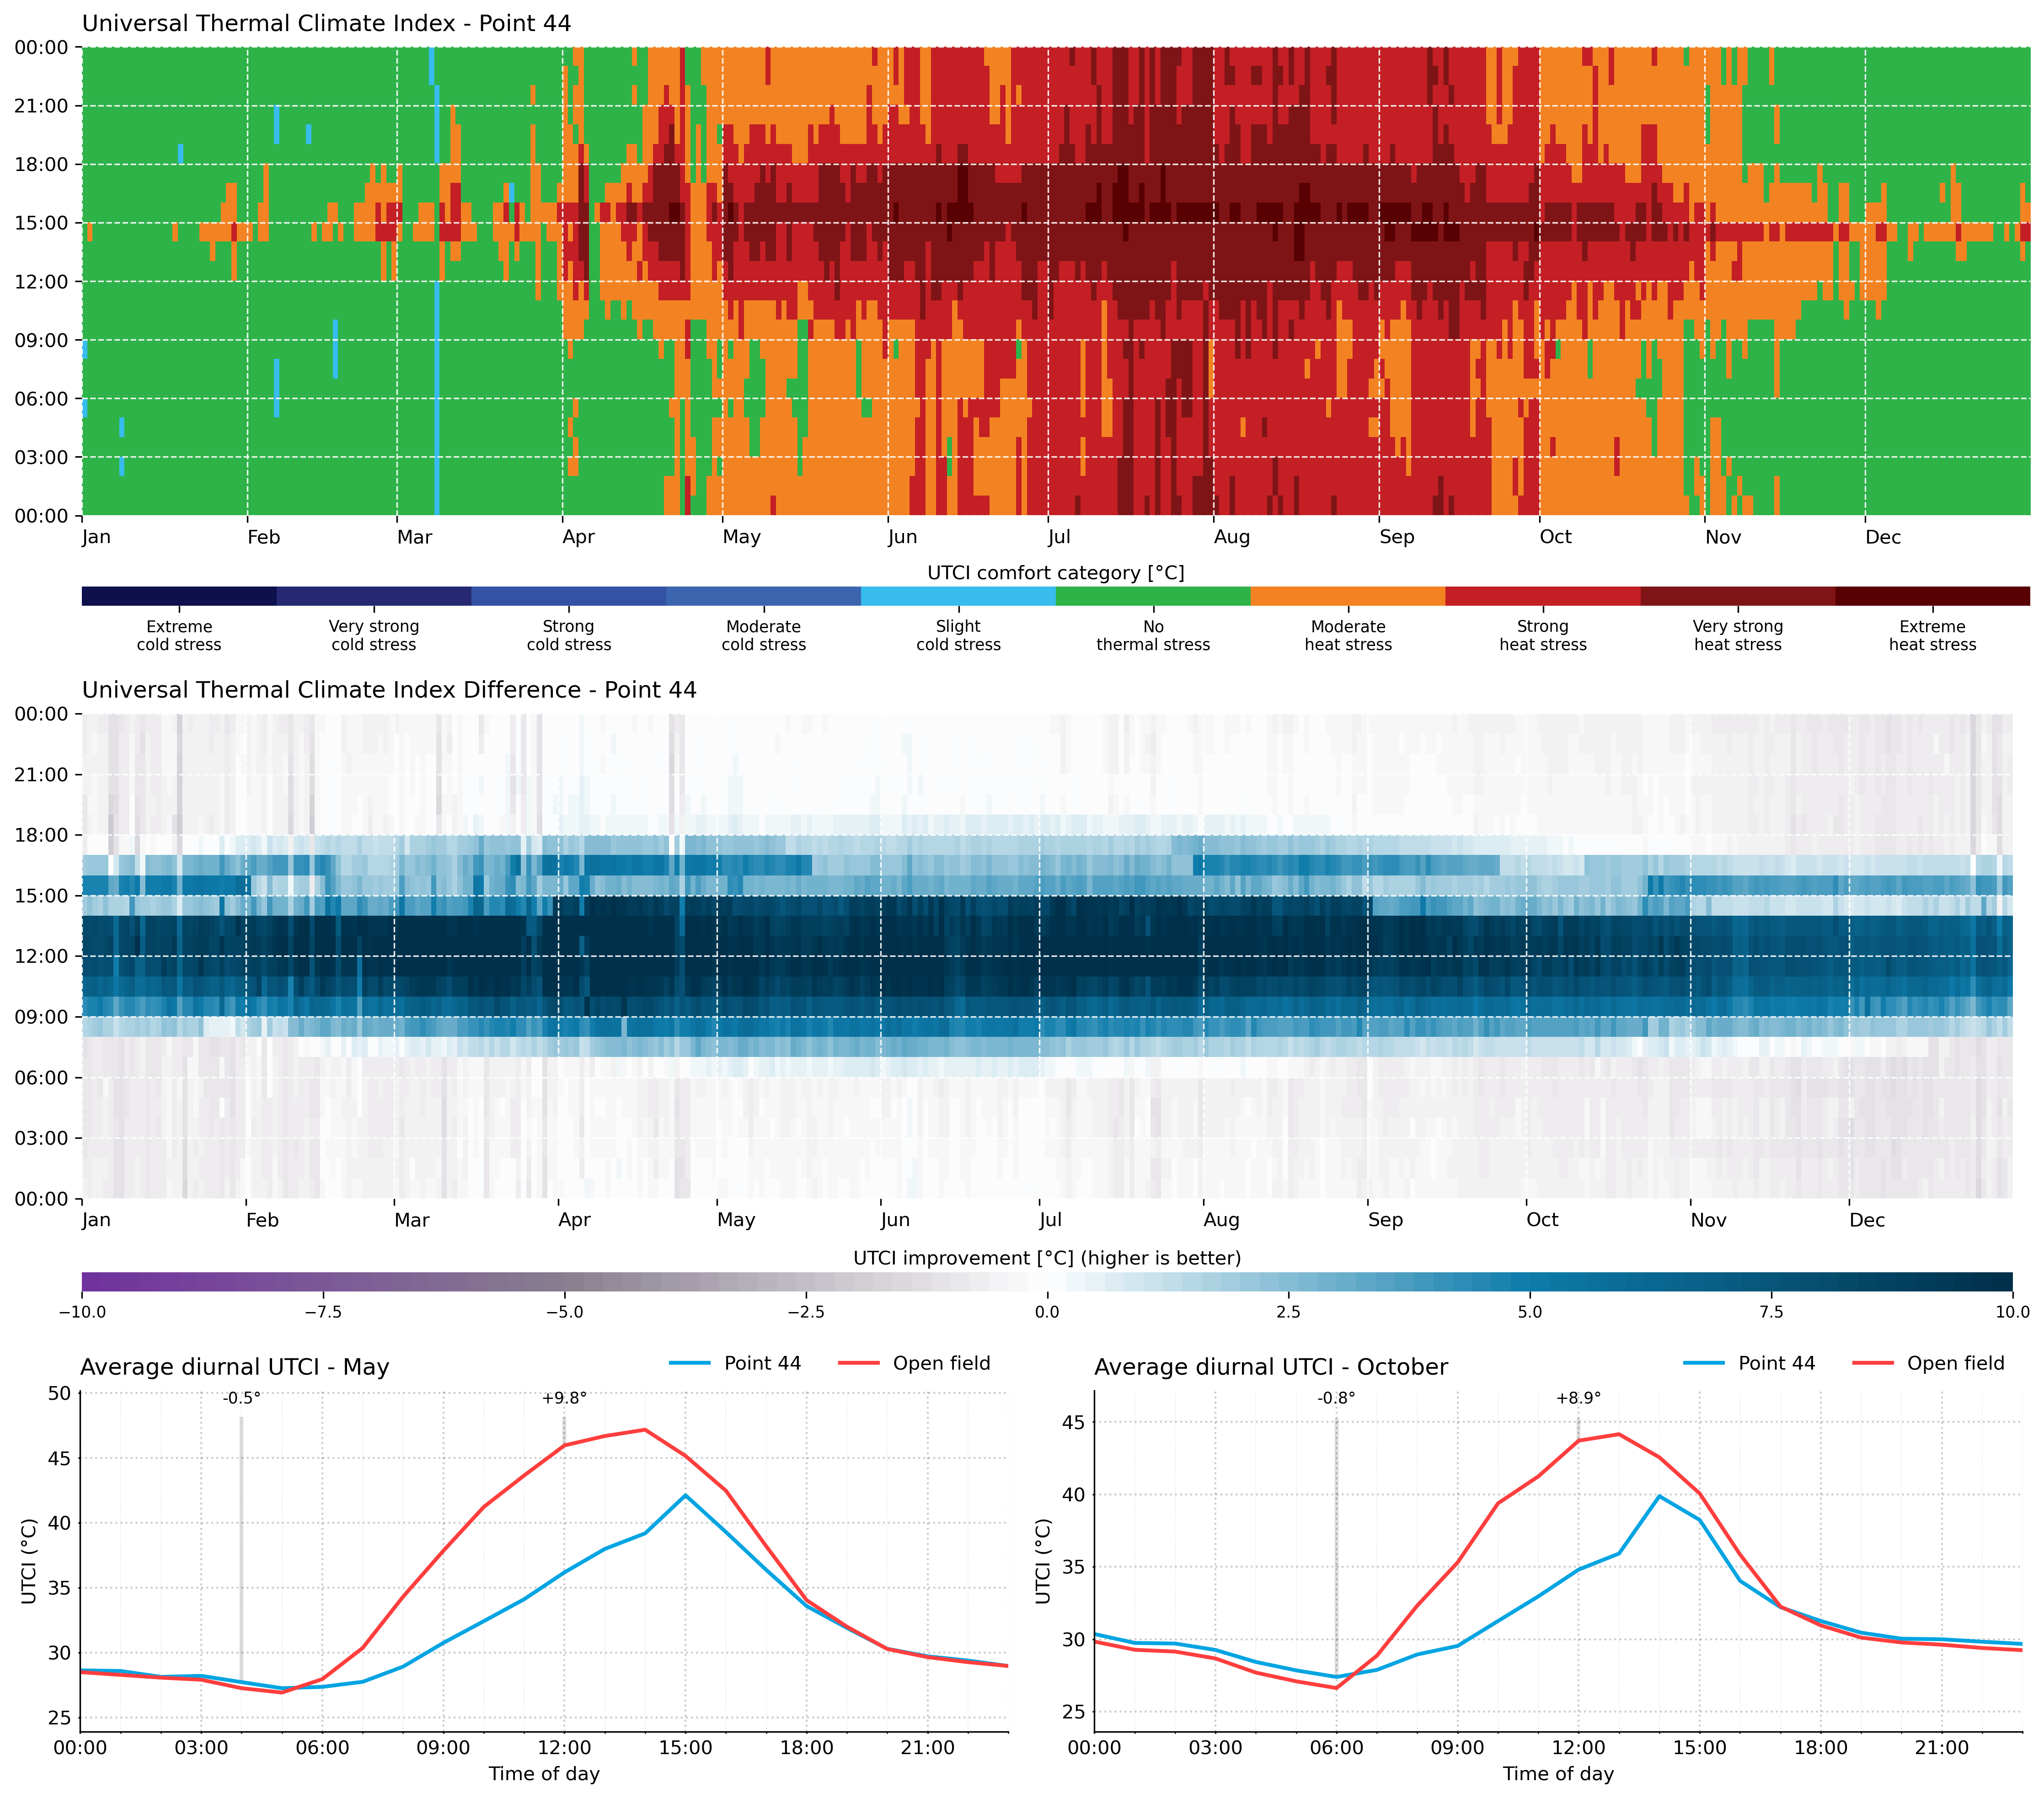 Universal Thermal Climate Index - Point 44
00:00
21:00
18:00
15:00
12:00
09:00
06:00
03:00
00:00
Jan Feb Mar Apr May Jun Jul Aug Sep Oct Nov Dec
UTCI comfort category [°C]
Extreme cold stress
Very strong cold stress
Strong cold stress
Moderate cold stress
Slight cold stress
No thermal stress
Moderate heat stress
Strong heat stress
Very strong heat stress
Extreme heat stress
Universal Thermal Climate Index Difference - Point 44
00:00
21:00
18:00
15:00
12:00
09:00
06:00
03:00
00:00
Jan Feb Mar Apr May Jun Jul Aug Sep Oct Nov Dec
UTCI improvement [°C] (higher is better)
−10.0 −7.5 −5.0 −2.5 0.0 2.5 5.0 7.5 10.0
Average diurnal UTCI - May
Point 44 Open field
-0.5° +9.8°
50
45
40
35
30
25
UTCI (°C)
00:00 03:00 06:00 09:00 12:00 15:00 18:00 21:00
Time of day
Average diurnal UTCI - October
Point 44 Open field
-0.8° +8.9°
45
40
35
30
25
UTCI (°C)
00:00 03:00 06:00 09:00 12:00 15:00 18:00 21:00
Time of day